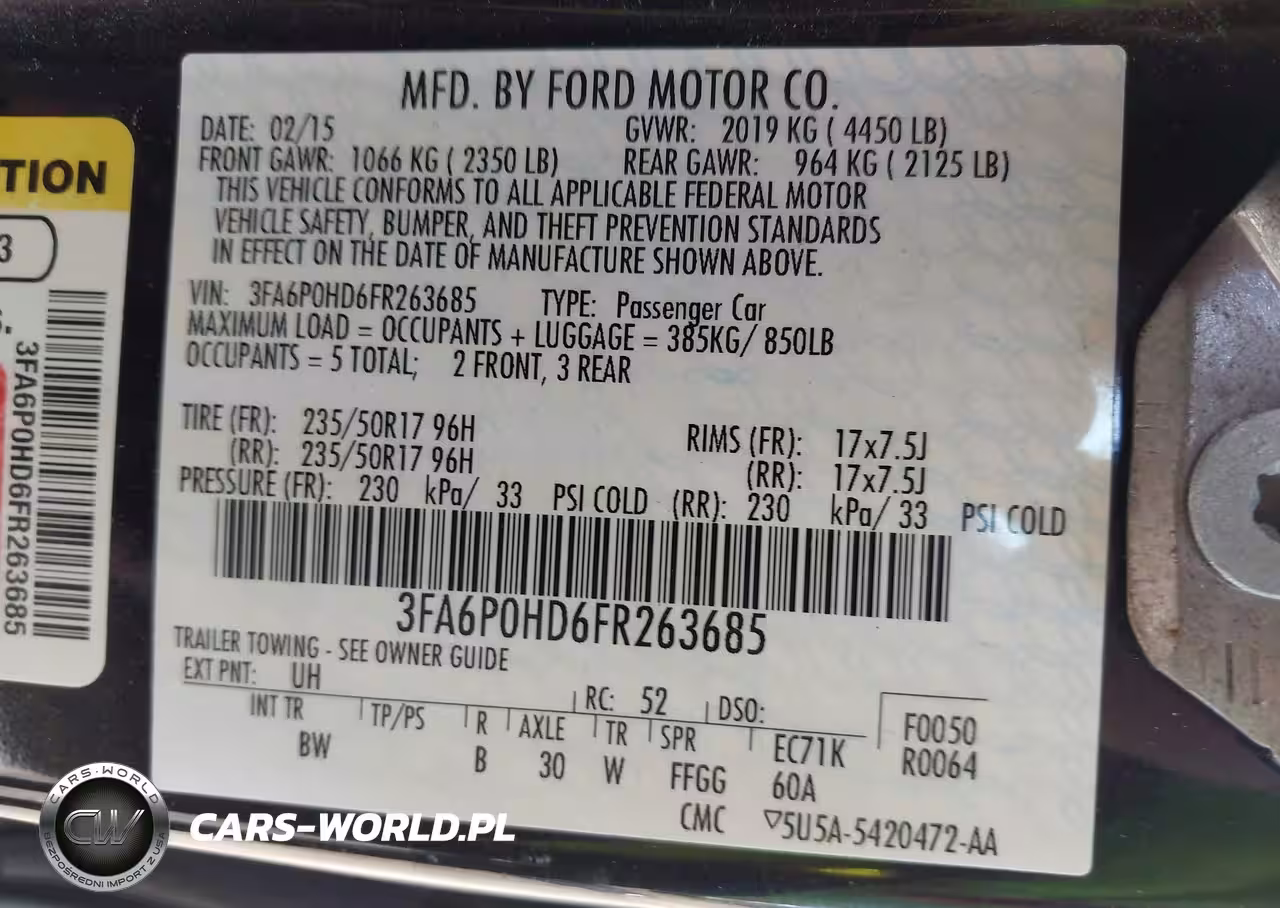 MFD. BY FORD MOTOR CO.
DATE: 02/15 GVWR: 2019 KG ( 4450 LB)
FRONT GAWR: 1066 KG ( 2350 LB) REAR GAWR: 964 KG ( 2125 LB)
THIS VEHICLE CONFORMS TO ALL APPLICABLE FEDERAL MOTOR
VEHICLE SAFETY, BUMPER, AND THEFT PREVENTION STANDARDS
IN EFFECT ON THE DATE OF MANUFACTURE SHOWN ABOVE.
VIN: 3FA6P0HD6FR263685 TYPE: Passenger Car
MAXIMUM LOAD = OCCUPANTS + LUGGAGE = 385KG/ 850LB
OCCUPANTS = 5 TOTAL; 2 FRONT, 3 REAR
TIRE (FR): 235/50R17 96H RIMS (FR): 17x7.5J
(RR): 235/50R17 96H (RR): 17x7.5J
PRESSURE (FR): 230 kPa/ 33 PSI COLD (RR): 230 kPa/ 33 PSI COLD
3FA6P0HD6FR263685
TRAILER TOWING - SEE OWNER GUIDE
EXT PNT: UH RC: 52 DSO:
INT TR TP/PS R AXLE TR SPR EC71K F0050
BW B 30 W FFGG 60A R0064
CMC ▽5U5A-5420472-AA
TION
3
S.
3FA6P0HD6FR263685
CARS-WORLD
CW
BEZPOŚREDNI IMPORT Z USA
CARS-WORLD.PL